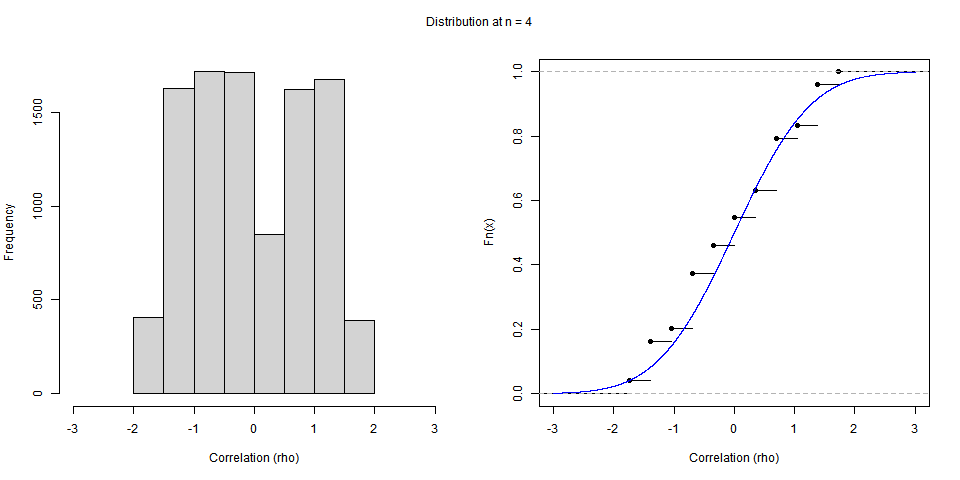 Distribution at n = 4
Frequency
1500
1000
500
0
-3 -2 -1 0 1 2 3
Correlation (rho)
Fn(x)
1.0
0.8
0.6
0.4
0.2
0.0
-3 -2 -1 0 1 2 3
Correlation (rho)